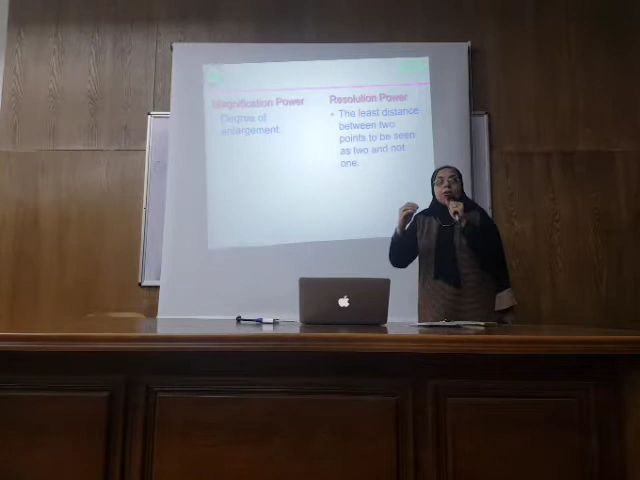 Magnification Power
Degree of
enlargement
Resolution Power
• The least distance
between two
points to be seen
as two and not
one.